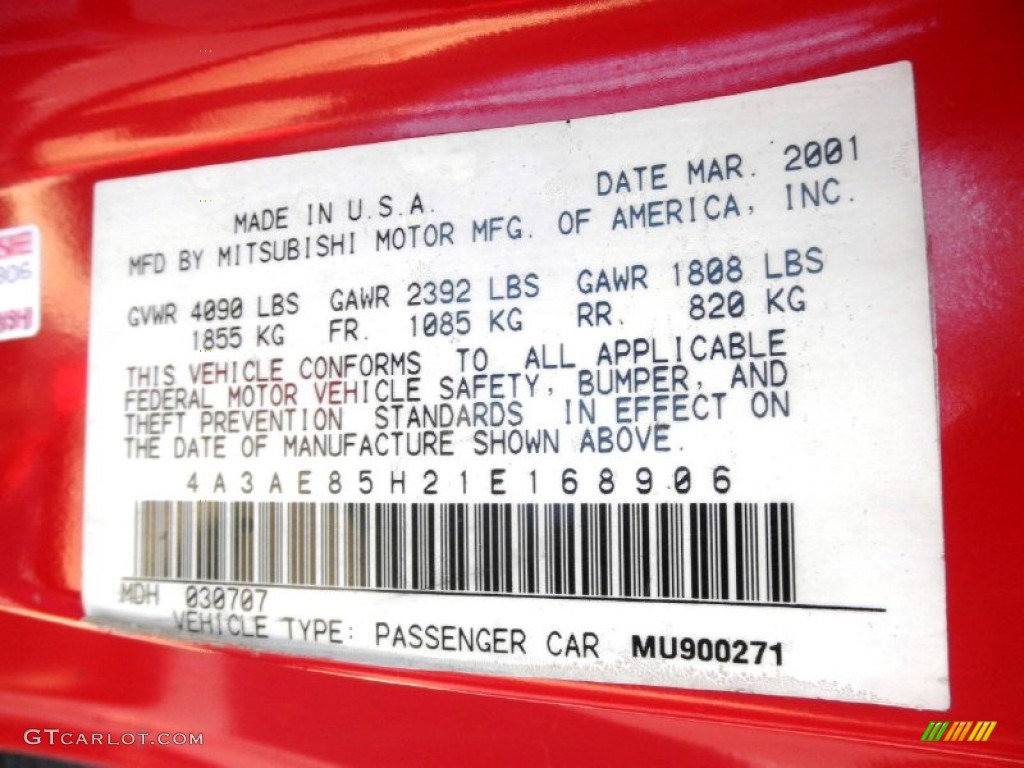 MADE IN U.S.A. DATE MAR. 2001
MFD BY MITSUBISHI MOTOR MFG. OF AMERICA, INC.
GVWR 4090 LBS GAWR 2392 LBS GAWR 1808 LBS
1855 KG FR. 1085 KG RR. 820 KG
THIS VEHICLE CONFORMS TO ALL APPLICABLE
FEDERAL MOTOR VEHICLE SAFETY, BUMPER, AND
THEFT PREVENTION STANDARDS IN EFFECT ON
THE DATE OF MANUFACTURE SHOWN ABOVE.
4A3AE85H21E168906
MDH 030707
VEHICLE TYPE: PASSENGER CAR MU900271
GTCARLOT.COM